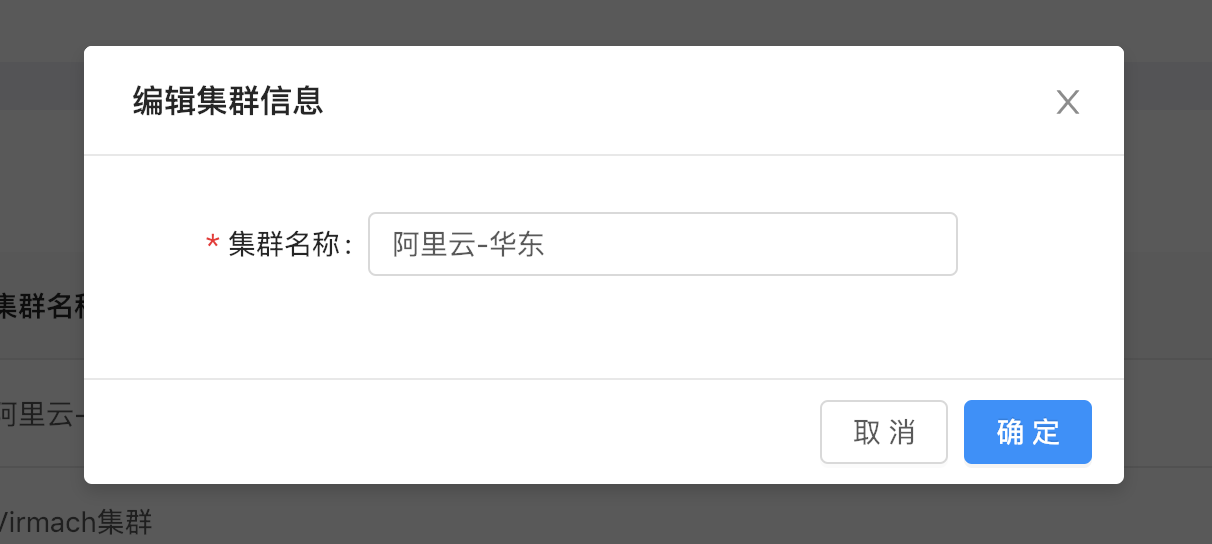 编辑集群信息
* 集群名称:
阿里云-华东
集群名称
阿里云-
取 消
确 定
Virmach集群